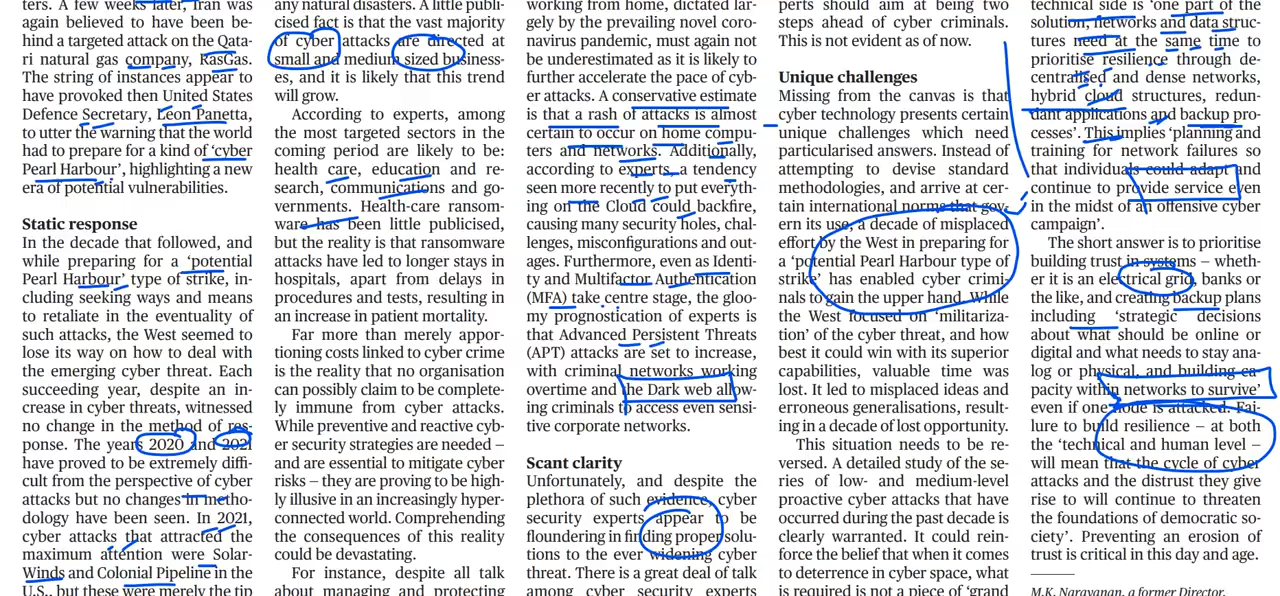 ters. A few weeks later, Iran was
again believed to have been be-
hind a targeted attack on the Qata-
ri natural gas company, RasGas.
The string of instances appear to
have provoked then United States
Defence Secretary, Leon Panetta,
to utter the warning that the world
had to prepare for a kind of ‘cyber
Pearl Harbour’, highlighting a new
era of potential vulnerabilities.
Static response
In the decade that followed, and
while preparing for a ‘potential
Pearl Harbour’ type of strike, in-
cluding seeking ways and means
to retaliate in the eventuality of
such attacks, the West seemed to
lose its way on how to deal with
the emerging cyber threat. Each
succeeding year, despite an in-
crease in cyber threats, witnessed
no change in the method of res-
ponse. The years 2020 and 2021
have proved to be extremely diffi-
cult from the perspective of cyber
attacks but no changes in metho-
dology have been seen. In 2021,
cyber attacks that attracted the
maximum attention were Solar-
Winds and Colonial Pipeline in the
U.S., but these were merely the tip
any natural disasters. A little publi-
cised fact is that the vast majority
of cyber attacks are directed at
small and medium sized business-
es, and it is likely that this trend
will grow.
According to experts, among
the most targeted sectors in the
coming period are likely to be:
health care, education and re-
search, communications and go-
vernments. Health-care ransom-
ware has been little publicised,
but the reality is that ransomware
attacks have led to longer stays in
hospitals, apart from delays in
procedures and tests, resulting in
an increase in patient mortality.
Far more than merely appor-
tioning costs linked to cyber crime
is the reality that no organisation
can possibly claim to be complete-
ly immune from cyber attacks.
While preventive and reactive cyb-
er security strategies are needed —
and are essential to mitigate cyber
risks — they are proving to be high-
ly illusive in an increasingly hyper-
connected world. Comprehending
the consequences of this reality
could be devastating.
For instance, despite all talk
about managing and protecting
working from home, dictated lar-
gely by the prevailing novel coro-
navirus pandemic, must again not
be underestimated as it is likely to
further accelerate the pace of cyb-
er attacks. A conservative estimate
is that a rash of attacks is almost
certain to occur on home compu-
ters and networks. Additionally,
according to experts, a tendency
seen more recently to put everyth-
ing on the Cloud could backfire,
causing many security holes, chal-
lenges, misconfigurations and out-
ages. Furthermore, even as Identi-
ty and Multifactor Authentication
(MFA) take centre stage, the gloo-
my prognostication of experts is
that Advanced Persistent Threats
(APT) attacks are set to increase,
with criminal networks working
overtime and the Dark web allow-
ing criminals to access even sensi-
tive corporate networks.
Scant clarity
Unfortunately, and despite the
plethora of such evidence, cyber
security experts appear to be
floundering in finding proper solu-
tions to the ever widening cyber
threat. There is a great deal of talk
among cyber security experts
perts should aim at being two
steps ahead of cyber criminals.
This is not evident as of now.
Unique challenges
Missing from the canvas is that
cyber technology presents certain
unique challenges which need
particularised answers. Instead of
attempting to devise standard
methodologies, and arrive at cer-
tain international norms that gov-
ern its use, a decade of misplaced
effort by the West in preparing for
a ‘potential Pearl Harbour type of
strike’ has enabled cyber crimi-
nals to gain the upper hand. While
the West focused on ‘militariza-
tion’ of the cyber threat, and how
best it could win with its superior
capabilities, valuable time was
lost. It led to misplaced ideas and
erroneous generalisations, result-
ing in a decade of lost opportunity.
This situation needs to be re-
versed. A detailed study of the se-
ries of low- and medium-level
proactive cyber attacks that have
occurred during the past decade is
clearly warranted. It could rein-
force the belief that when it comes
to deterrence in cyber space, what
is required is not a piece of ‘grand
technical side is ‘one part of the
solution, networks and data struc-
tures need at the same time to
prioritise resilience through de-
centralised and dense networks,
hybrid cloud structures, redun-
dant applications and backup pro-
cesses’. This implies ‘planning and
training for network failures so
that individuals could adapt and
continue to provide service even
in the midst of an offensive cyber
campaign’.
The short answer is to prioritise
building trust in systems — wheth-
er it is an electrical grid, banks or
the like, and creating backup plans
including ‘strategic decisions
about what should be online or
digital and what needs to stay ana-
log or physical, and building ca-
pacity within networks to survive’
even if one node is attacked. Fai-
lure to build resilience — at both
the ‘technical and human level —
will mean that the cycle of cyber
attacks and the distrust they give
rise to will continue to threaten
the foundations of democratic so-
ciety’. Preventing an erosion of
trust is critical in this day and age.
M.K. Narayanan, a former Director,